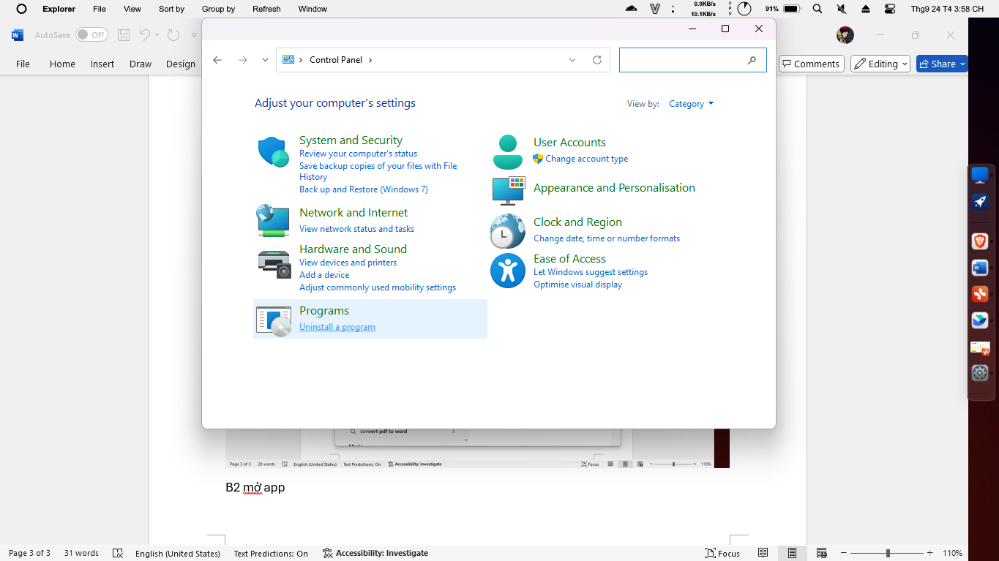 Explorer File View Sort by Group by Refresh Window
0.0KB/s
10.1KB/s
CPU
91%
Thg9 24 T4 3:58 CH
AutoSave Off
File Home Insert Draw Design
Comments Editing Share
Control Panel
Adjust your computer's settings
View by: Category
System and Security
Review your computer's status
Save backup copies of your files with File
History
Back up and Restore (Windows 7)
Network and Internet
View network status and tasks
Hardware and Sound
View devices and printers
Add a device
Adjust commonly used mobility settings
Programs
Uninstall a program
User Accounts
Change account type
Appearance and Personalisation
Clock and Region
Change date, time or number formats
Ease of Access
Let Windows suggest settings
Optimise visual display
convert pdf to word
Page 3 of 3 28 words English (United States) Text Predictions: On Accessibility: Investigate Focus 110%
B2 mở app
Page 3 of 3 31 words English (United States) Text Predictions: On Accessibility: Investigate Focus 110%